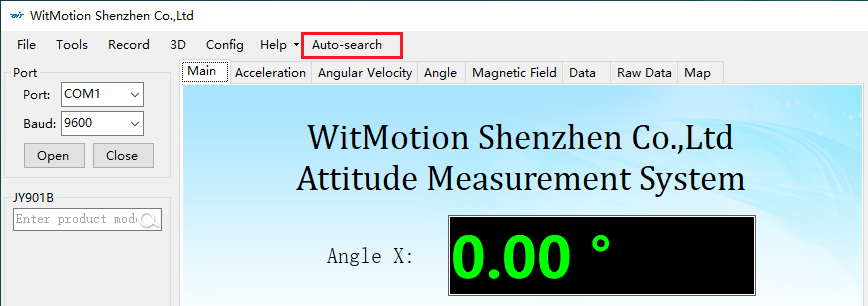 WitMotion Shenzhen Co.,Ltd
File Tools Record 3D Config Help Auto-search
Port
Port: COM1
Baud: 9600
Open Close
JY901B
Enter product mod
Main Acceleration Angular Velocity Angle Magnetic Field Data Raw Data Map
WitMotion Shenzhen Co.,Ltd
Attitude Measurement System
Angle X: 0.00 °